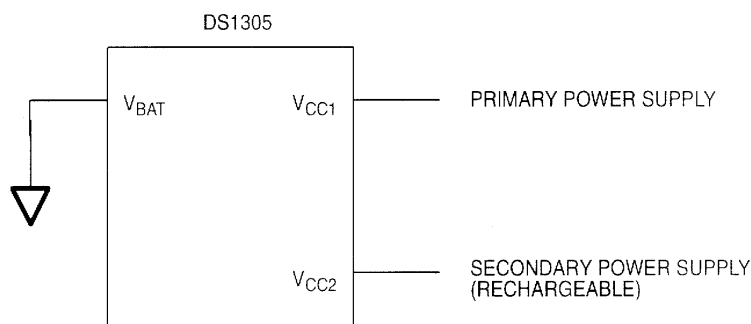 DS1305
VBAT
VCC1
PRIMARY POWER SUPPLY
VCC2
SECONDARY POWER SUPPLY
(RECHARGEABLE)